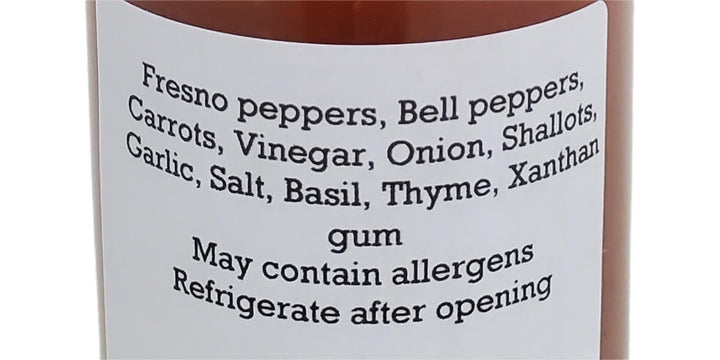 Fresno peppers, Bell peppers,
Carrots, Vinegar, Onion, Shallots,
Garlic, Salt, Basil, Thyme, Xanthan
gum
May contain allergens
Refrigerate after opening